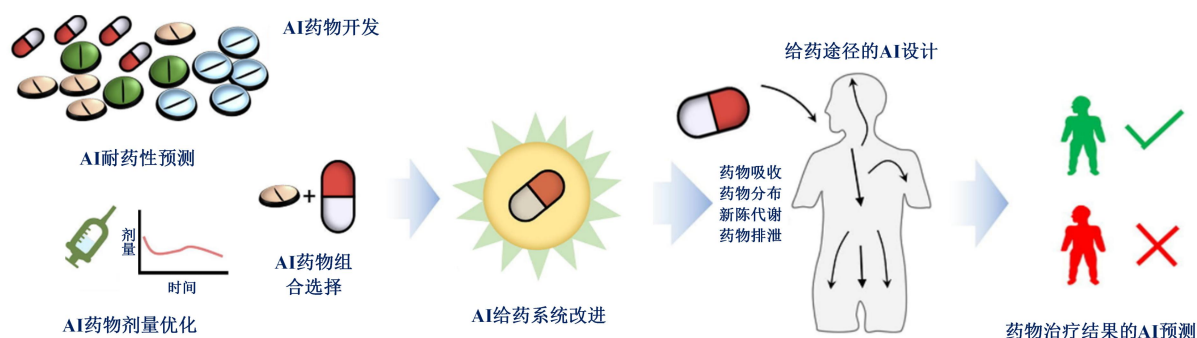 AI药物开发
AI耐药性预测
剂量
时间
AI药物剂量优化
+
AI药物组
合选择
AI给药系统改进
给药途径的AI设计
药物吸收
药物分布
新陈代谢
药物排泄
药物治疗结果的AI预测